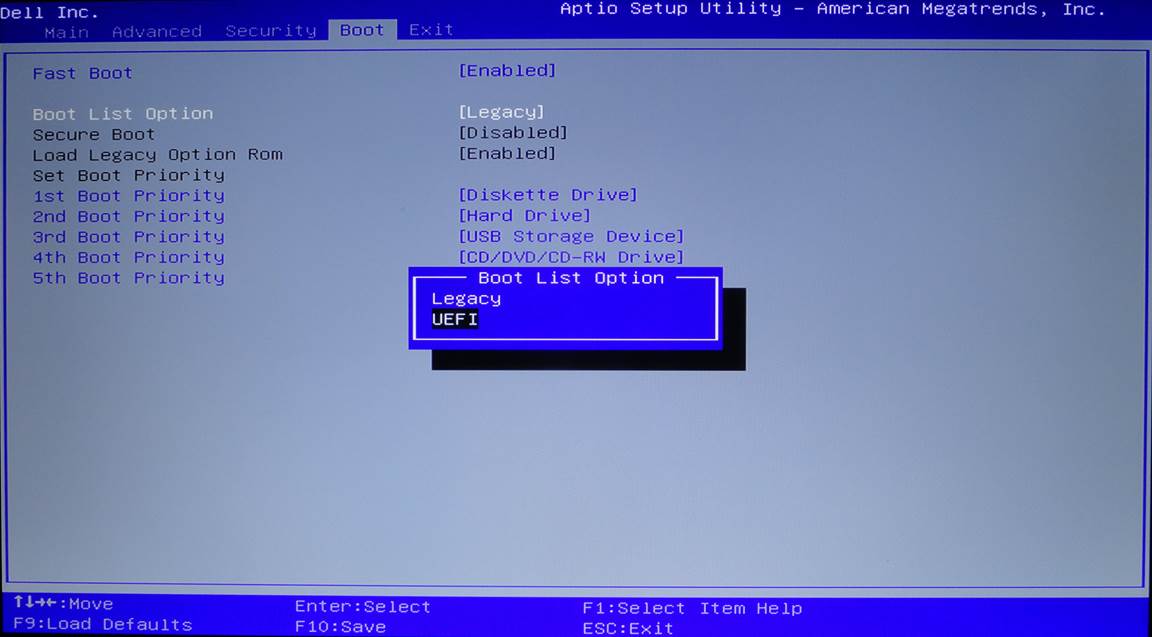 Dell Inc. Aptio Setup Utility - American Megatrends, Inc.
Main Advanced Security Boot Exit
Fast Boot [Enabled]
Boot List Option [Legacy]
Secure Boot [Disabled]
Load Legacy Option Rom [Enabled]
Set Boot Priority
1st Boot Priority [Diskette Drive]
2nd Boot Priority [Hard Drive]
3rd Boot Priority [USB Storage Device]
4th Boot Priority [CD/DVD/CD-RW Drive]
5th Boot Priority
Boot List Option
Legacy
UEFI
↑↓→←:Move Enter:Select F1:Select Item Help
F9:Load Defaults F10:Save ESC:Exit